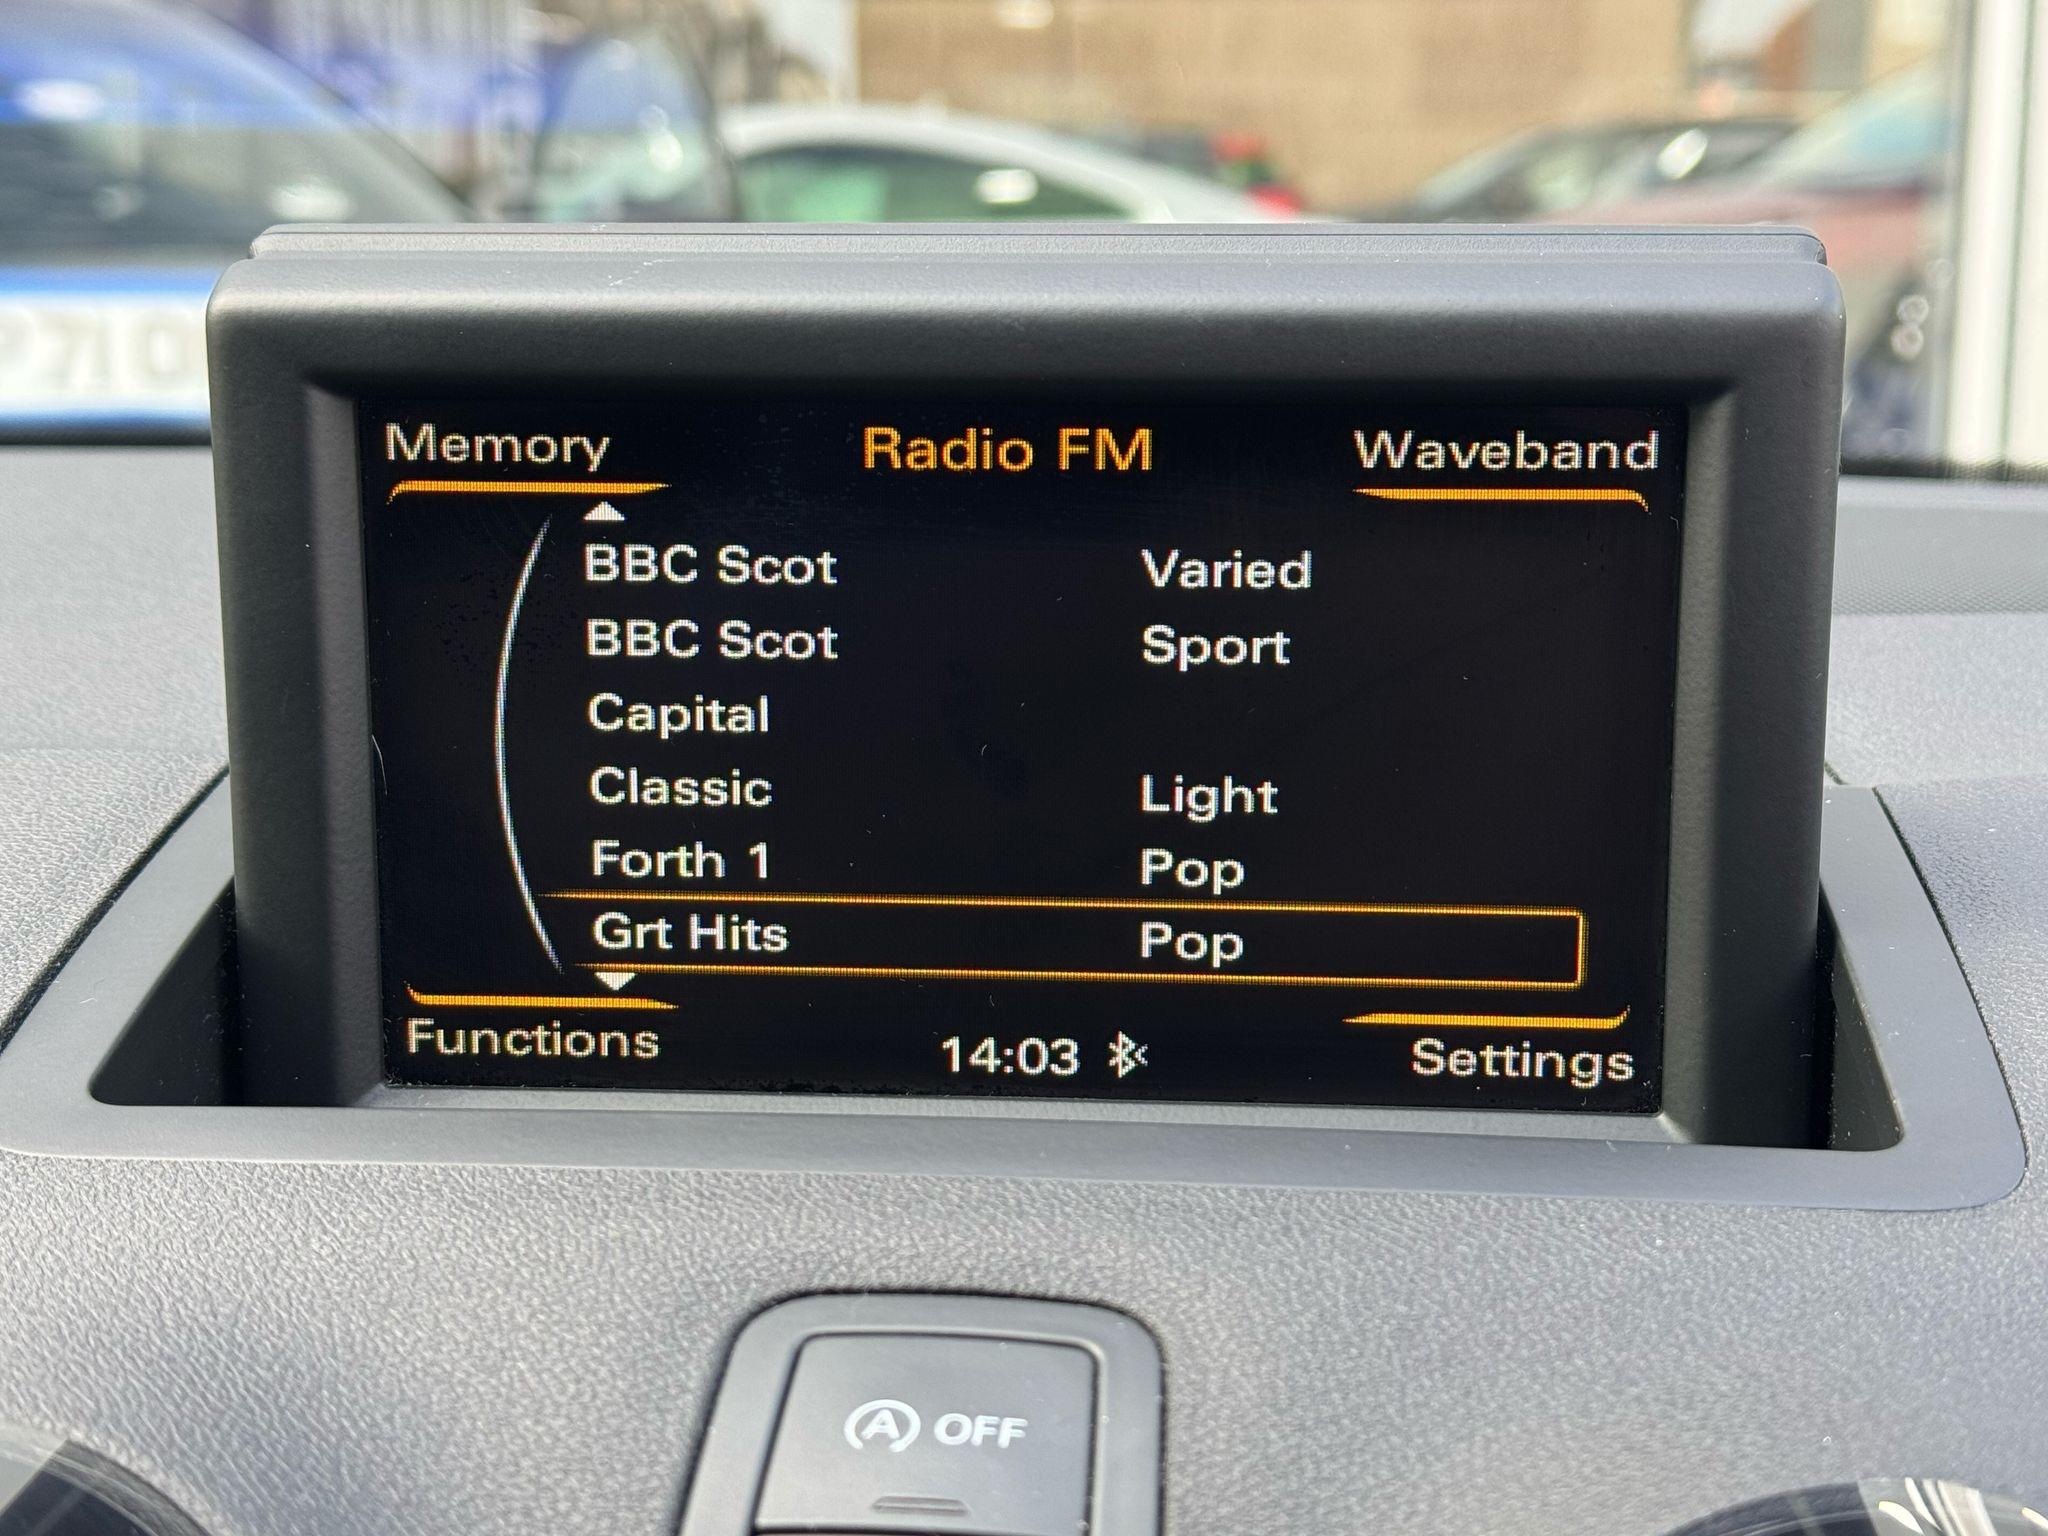 Memory Radio FM Waveband
BBC Scot Varied
BBC Scot Sport
Capital
Classic Light
Forth 1 Pop
Grt Hits Pop
Functions 14:03 Settings
A OFF